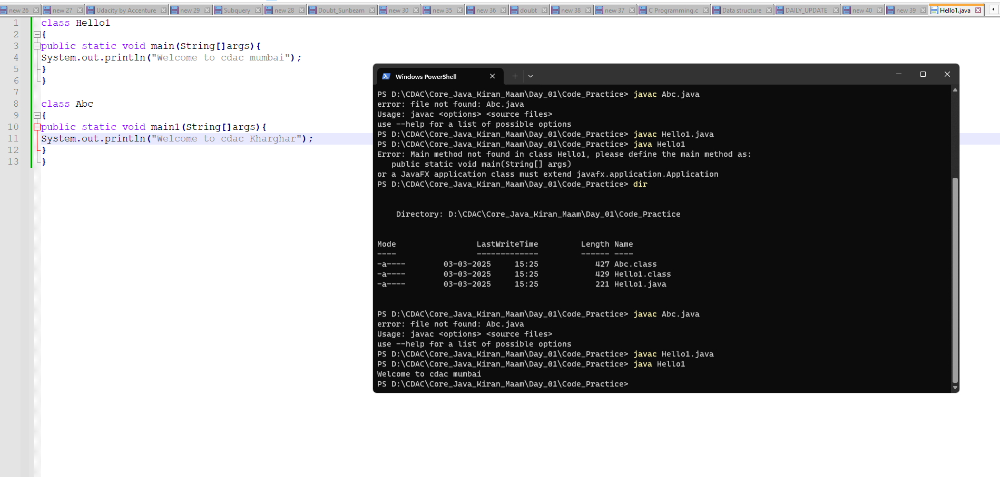 new 26 new 27 Udacity by Accenture new 29 Subquery new 28 Doubt_Sunbeam new 30 new 35 new 36 doubt new 38 new 37 C Programming.c Data structure DAILY_UPDATE new 40 new 39 Hello1.java
1 class Hello1
2 {
3 public static void main(String[]args){
4 System.out.println("Welcome to cdac mumbai");
5 }
6 }
7
8 class Abc
9 {
10 public static void main1(String[]args){
11 System.out.println("Welcome to cdac Kharghar");
12 }
13 }
Windows PowerShell
PS D:\CDAC\Core_Java_Kiran_Maam\Day_01\Code_Practice> javac Abc.java
error: file not found: Abc.java
Usage: javac <options> <source files>
use --help for a list of possible options
PS D:\CDAC\Core_Java_Kiran_Maam\Day_01\Code_Practice> javac Hello1.java
PS D:\CDAC\Core_Java_Kiran_Maam\Day_01\Code_Practice> java Hello1
Error: Main method not found in class Hello1, please define the main method as:
   public static void main(String[] args)
or a JavaFX application class must extend javafx.application.Application
PS D:\CDAC\Core_Java_Kiran_Maam\Day_01\Code_Practice> dir
    Directory: D:\CDAC\Core_Java_Kiran_Maam\Day_01\Code_Practice
Mode                 LastWriteTime         Length Name
----                 -------------         ------ ----
-a----        03-03-2025     15:25            427 Abc.class
-a----        03-03-2025     15:25            429 Hello1.class
-a----        03-03-2025     15:25            221 Hello1.java
PS D:\CDAC\Core_Java_Kiran_Maam\Day_01\Code_Practice> javac Abc.java
error: file not found: Abc.java
Usage: javac <options> <source files>
use --help for a list of possible options
PS D:\CDAC\Core_Java_Kiran_Maam\Day_01\Code_Practice> javac Hello1.java
PS D:\CDAC\Core_Java_Kiran_Maam\Day_01\Code_Practice> java Hello1
Welcome to cdac mumbai
PS D:\CDAC\Core_Java_Kiran_Maam\Day_01\Code_Practice>